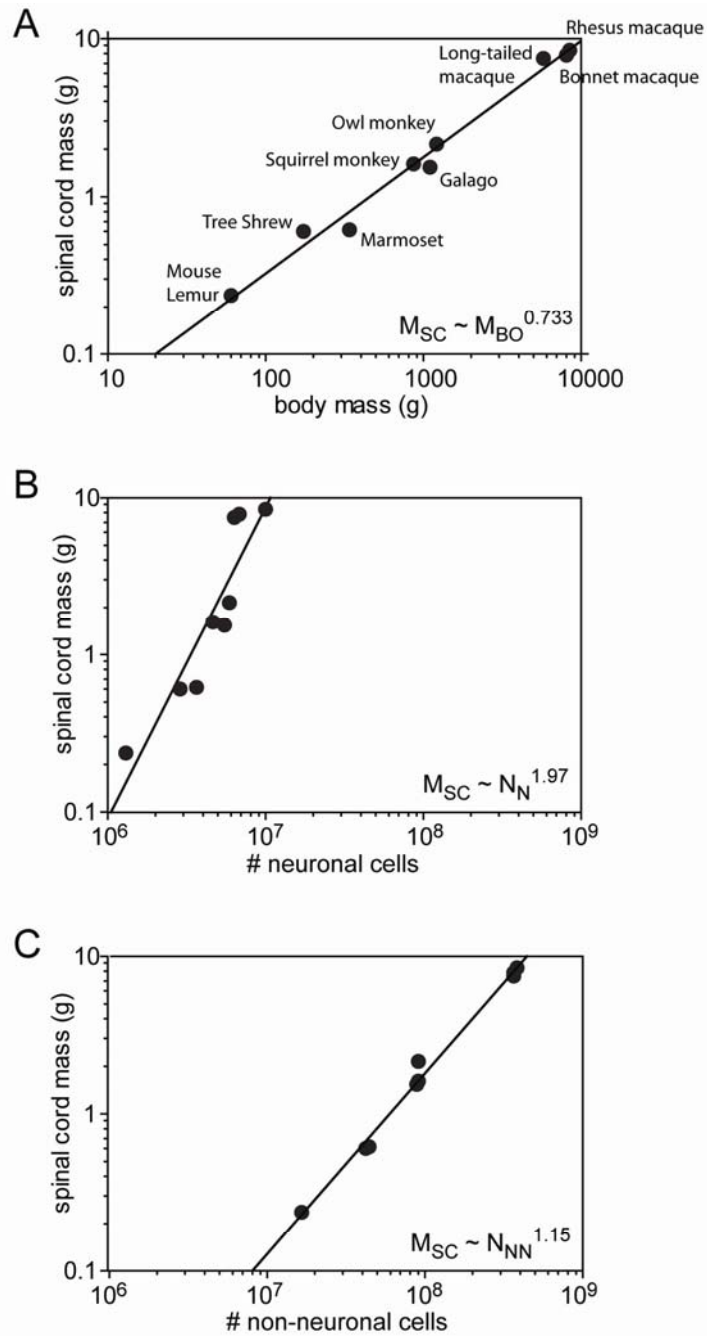 A
Rhesus macaque
Long-tailed
macaque
Bonnet macaque
Owl monkey
Squirrel monkey
Galago
Tree Shrew
Marmoset
Mouse
Lemur
M_SC ~ M_BO^0.733
spinal cord mass (g)
10
1
0.1
10
100
1000
10000
body mass (g)
B
spinal cord mass (g)
10
1
0.1
M_SC ~ N_N^1.97
10^6
10^7
10^8
10^9
# neuronal cells
C
spinal cord mass (g)
10
1
0.1
M_SC ~ N_NN^1.15
10^6
10^7
10^8
10^9
# non-neuronal cells